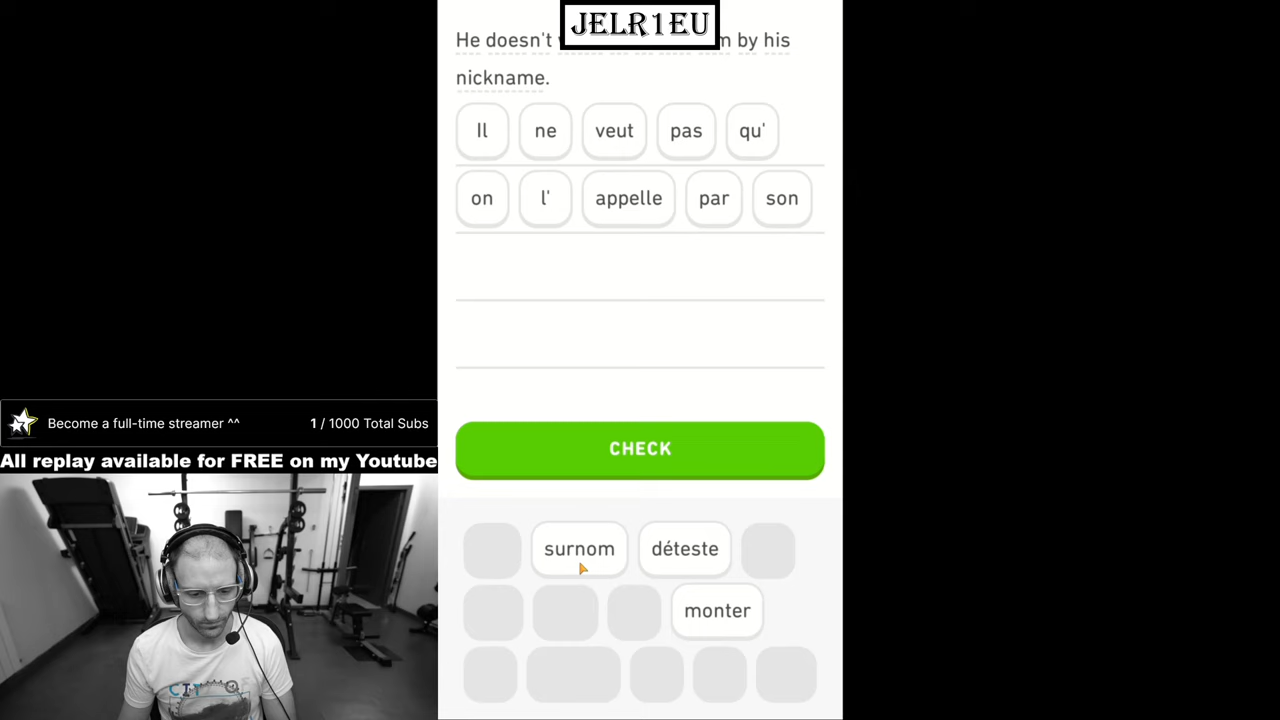 JELR1EU
He doesn't by his
nickname.
Il ne veut pas qu'
on l' appelle par son
CHECK
surnom déteste
monter
Become a full-time streamer ^^ 1 / 1000 Total Subs
All replay available for FREE on my Youtube
CIT